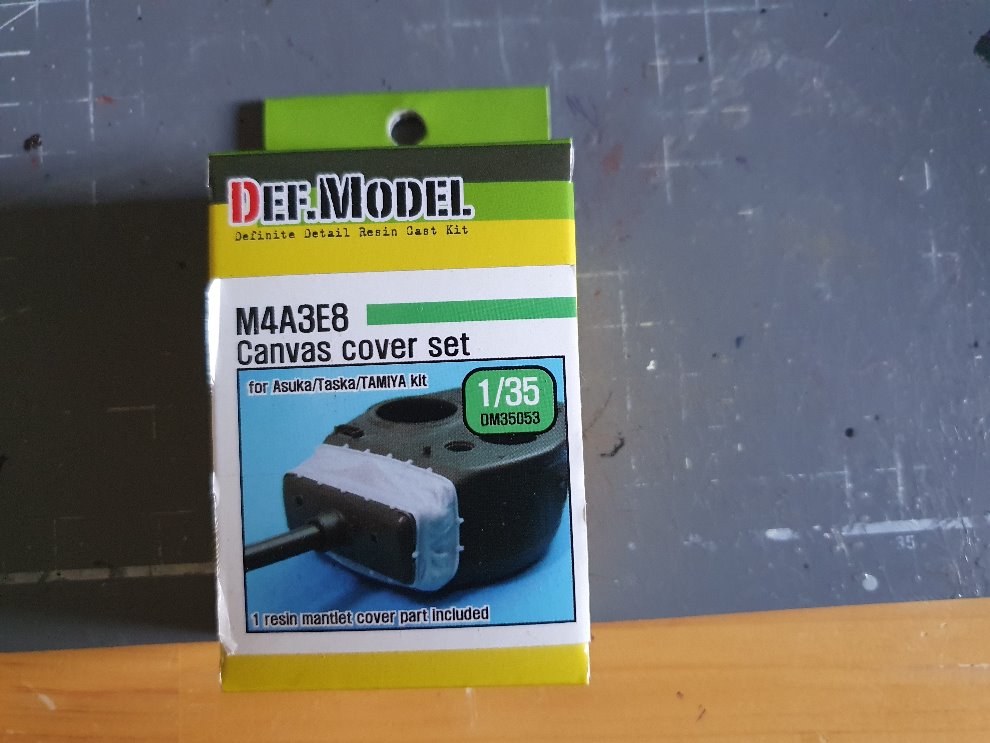 DEF.MODEL
Definite Detail Resin Cast Kit
M4A3E8
Canvas cover set
for Asuka/Taska/TAMIYA kit
1/35
DM35053
1 resin mantlet cover part included
35